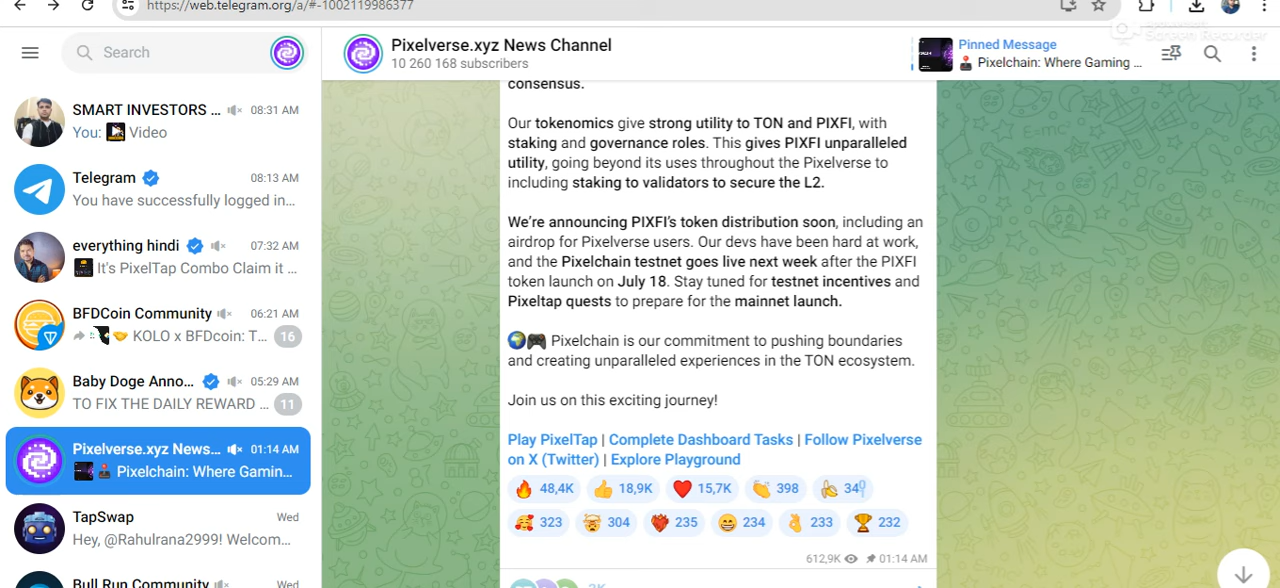 https://web.telegram.org/a/#-1002119986377
Search
SMART INVESTORS ... 08:31 AM
You: Video
Telegram 08:13 AM
You have successfully logged in...
everything hindi 07:32 AM
It's PixelTap Combo Claim it ...
BFDCoin Community 06:21 AM
KOLO x BFDcoin: T... 16
Baby Doge Anno... 05:29 AM
TO FIX THE DAILY REWARD ... 11
Pixelverse.xyz News... 01:14 AM
Pixelchain: Where Gamin...
TapSwap Wed
Hey, @Rahulrana2999! Welcom...
Bull Run Community Wed
Pixelverse.xyz News Channel
10 260 168 subscribers
Pinned Message
Pixelchain: Where Gaming ...
Screen Recorder
consensus.
Our tokenomics give strong utility to TON and PIXFI, with
staking and governance roles. This gives PIXFI unparalleled
utility, going beyond its uses throughout the Pixelverse to
including staking to validators to secure the L2.
We're announcing PIXFI's token distribution soon, including an
airdrop for Pixelverse users. Our devs have been hard at work,
and the Pixelchain testnet goes live next week after the PIXFI
token launch on July 18. Stay tuned for testnet incentives and
Pixeltap quests to prepare for the mainnet launch.
🌍🎮 Pixelchain is our commitment to pushing boundaries
and creating unparalleled experiences in the TON ecosystem.
Join us on this exciting journey!
Play PixelTap | Complete Dashboard Tasks | Follow Pixelverse
on X (Twitter) | Explore Playground
48,4K 18,9K 15,7K 398 34
323 304 235 234 233 232
612,9K 01:14 AM